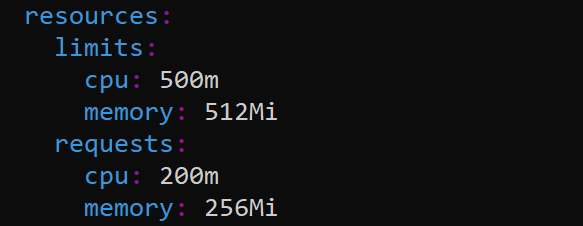 resources:
  limits:
    cpu: 500m
    memory: 512Mi
  requests:
    cpu: 200m
    memory: 256Mi